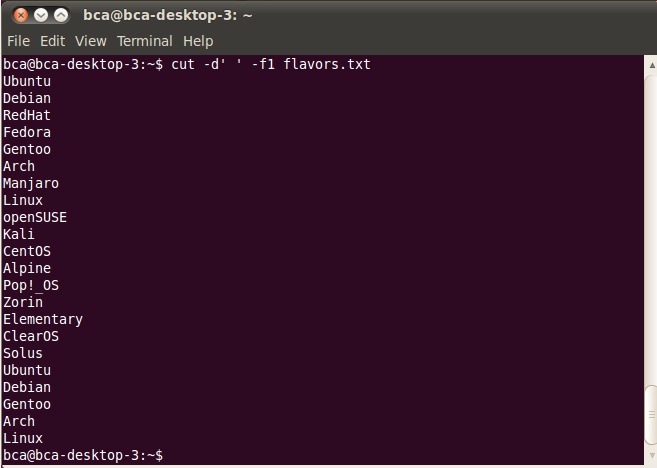 bca@bca-desktop-3: ~
File Edit View Terminal Help
bca@bca-desktop-3:~$ cut -d' ' -f1 flavors.txt
Ubuntu
Debian
RedHat
Fedora
Gentoo
Arch
Manjaro
Linux
openSUSE
Kali
CentOS
Alpine
Pop!_OS
Zorin
Elementary
ClearOS
Solus
Ubuntu
Debian
Gentoo
Arch
Linux
bca@bca-desktop-3:~$